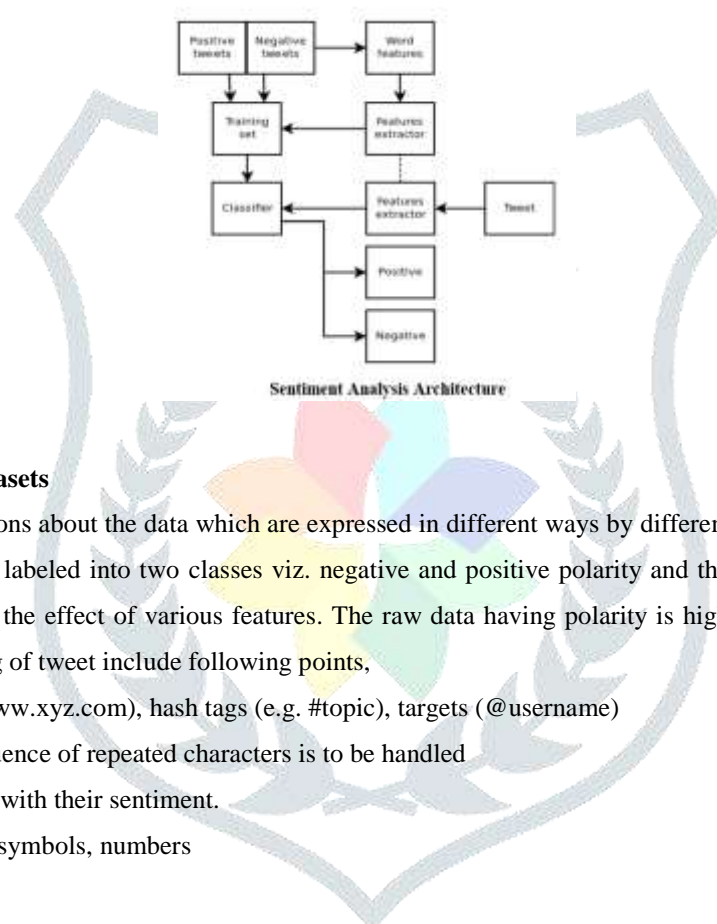 Positive tweets
Negative tweets
Word features
Training set
Features extractor
Classifier
Features extractor
Tweet
Positive
Negative
Sentiment Analysis Architecture
asets
ons about the data which are expressed in different ways by differen
labeled into two classes viz. negative and positive polarity and th
the effect of various features. The raw data having polarity is hig
g of tweet include following points,
ww.xyz.com), hash tags (e.g. #topic), targets (@username)
uence of repeated characters is to be handled
with their sentiment.
symbols, numbers